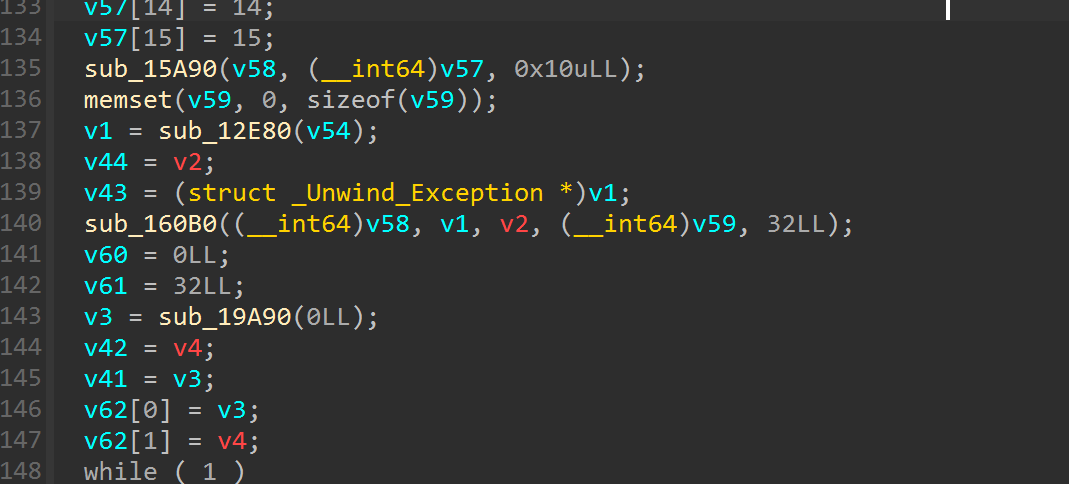 133 v57[14] = 14;
134 v57[15] = 15;
135 sub_15A90(v58, (__int64)v57, 0x10uLL);
136 memset(v59, 0, sizeof(v59));
137 v1 = sub_12E80(v54);
138 v44 = v2;
139 v43 = (struct _Unwind_Exception *)v1;
140 sub_160B0((__int64)v58, v1, v2, (__int64)v59, 32LL);
141 v60 = 0LL;
142 v61 = 32LL;
143 v3 = sub_19A90(0LL);
144 v42 = v4;
145 v41 = v3;
146 v62[0] = v3;
147 v62[1] = v4;
148 while ( 1 )